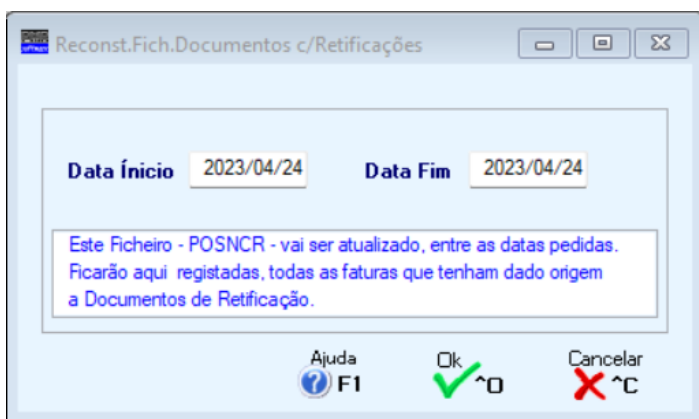 Reconst.Fich.Documentos c/Retificações
Data Ínicio 2023/04/24 Data Fim 2023/04/24
Este Ficheiro - POSNCR - vai ser atualizado, entre as datas pedidas.
Ficarão aqui registadas, todas as faturas que tenham dado origem
a Documentos de Retificação.
Ajuda Ok Cancelar
F1 ^O ^C